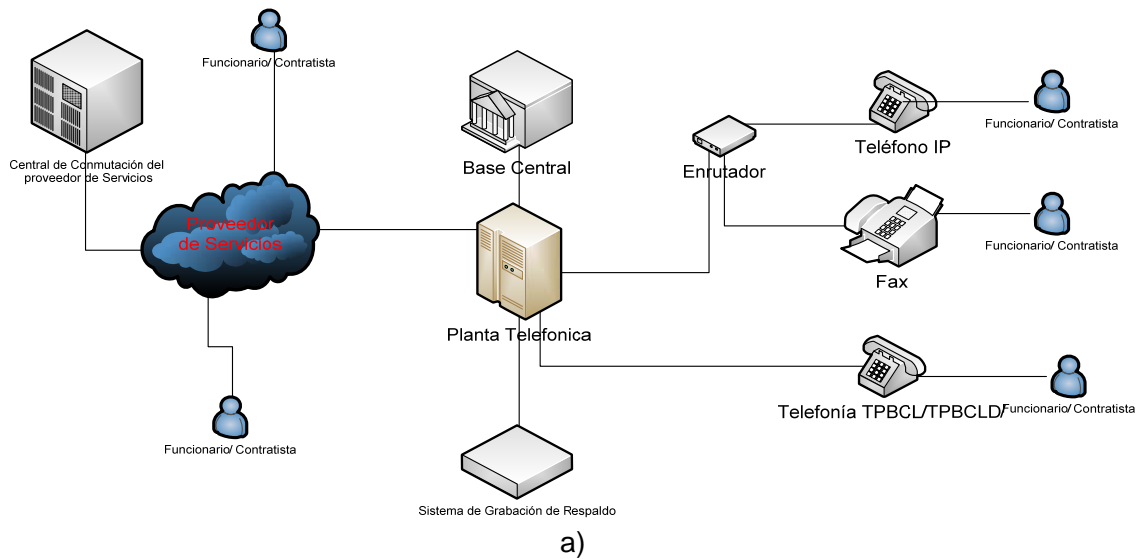 Funcionario/ Contratista
Central de Conmutación del
proveedor de Servicios
Proveedor
de Servicios
Funcionario/ Contratista
Base Central
Planta Telefonica
Sistema de Grabación de Respaldo
Enrutador
Teléfono IP
Funcionario/ Contratista
Fax
Funcionario/ Contratista
Telefonía TPBCL/TPBCLD/
Funcionario/ Contratista
a)